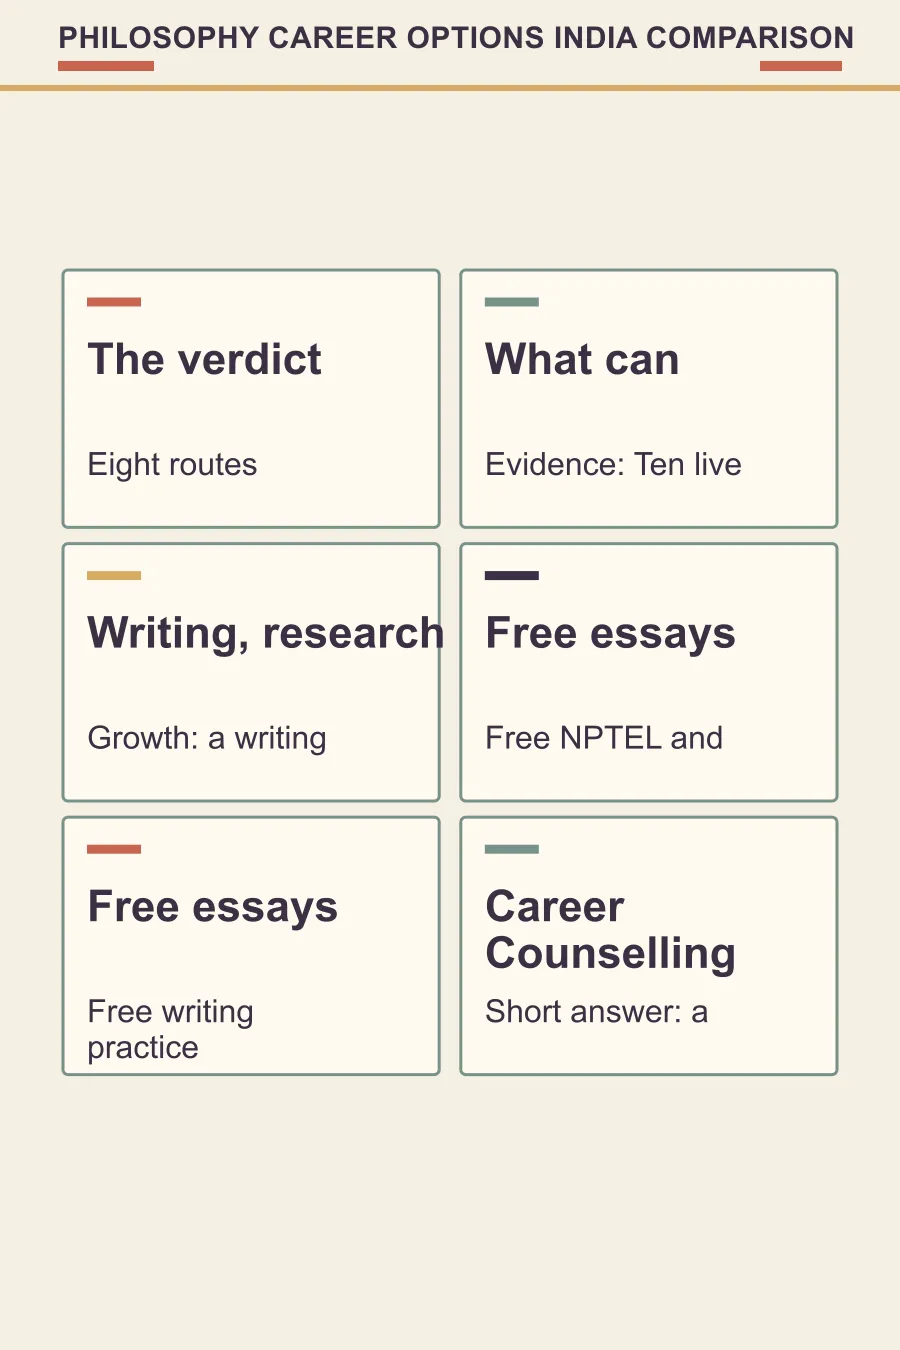 PHILOSOPHY CAREER OPTIONS INDIA COMPARISON
The verdict
Eight routes
What can
Evidence: Ten live
Writing, research
Growth: a writing
Free essays
Free NPTEL and
Free essays
Free writing
practice
Career
Counselling
Short answer: a